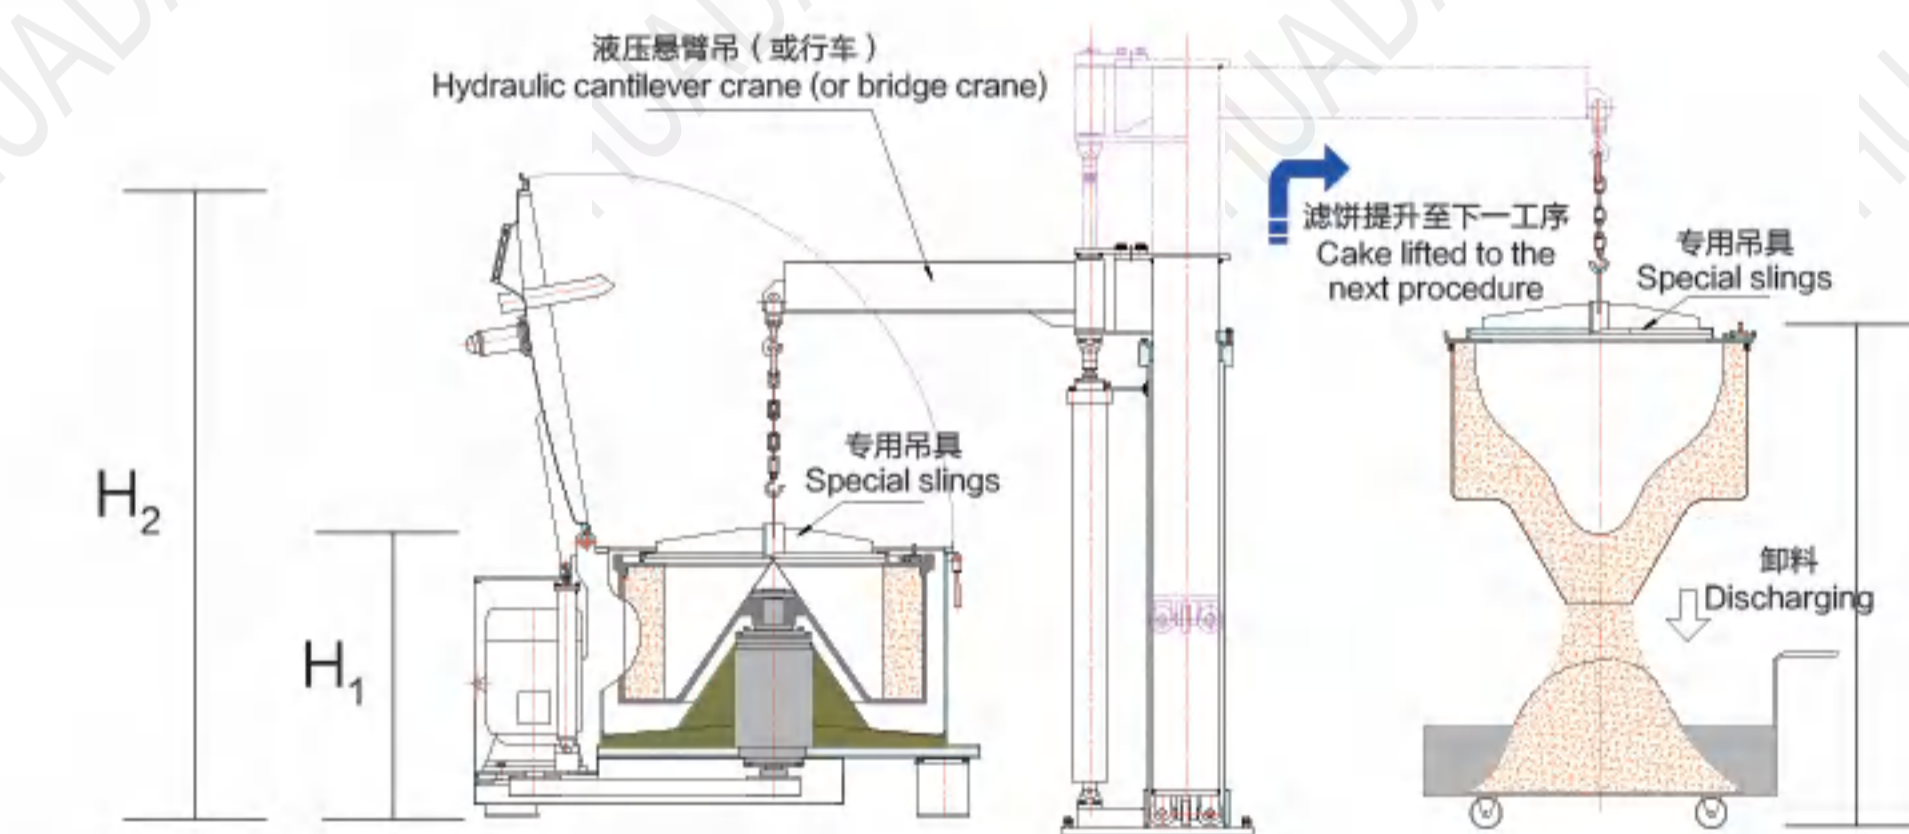 液压悬臂吊（或行车）
Hydraulic cantilever crane (or bridge crane)
滤饼提升至下一工序
Cake lifted to the
next procedure
专用吊具
Special slings
专用吊具
Special slings
H₂
H₁
卸料
Discharging